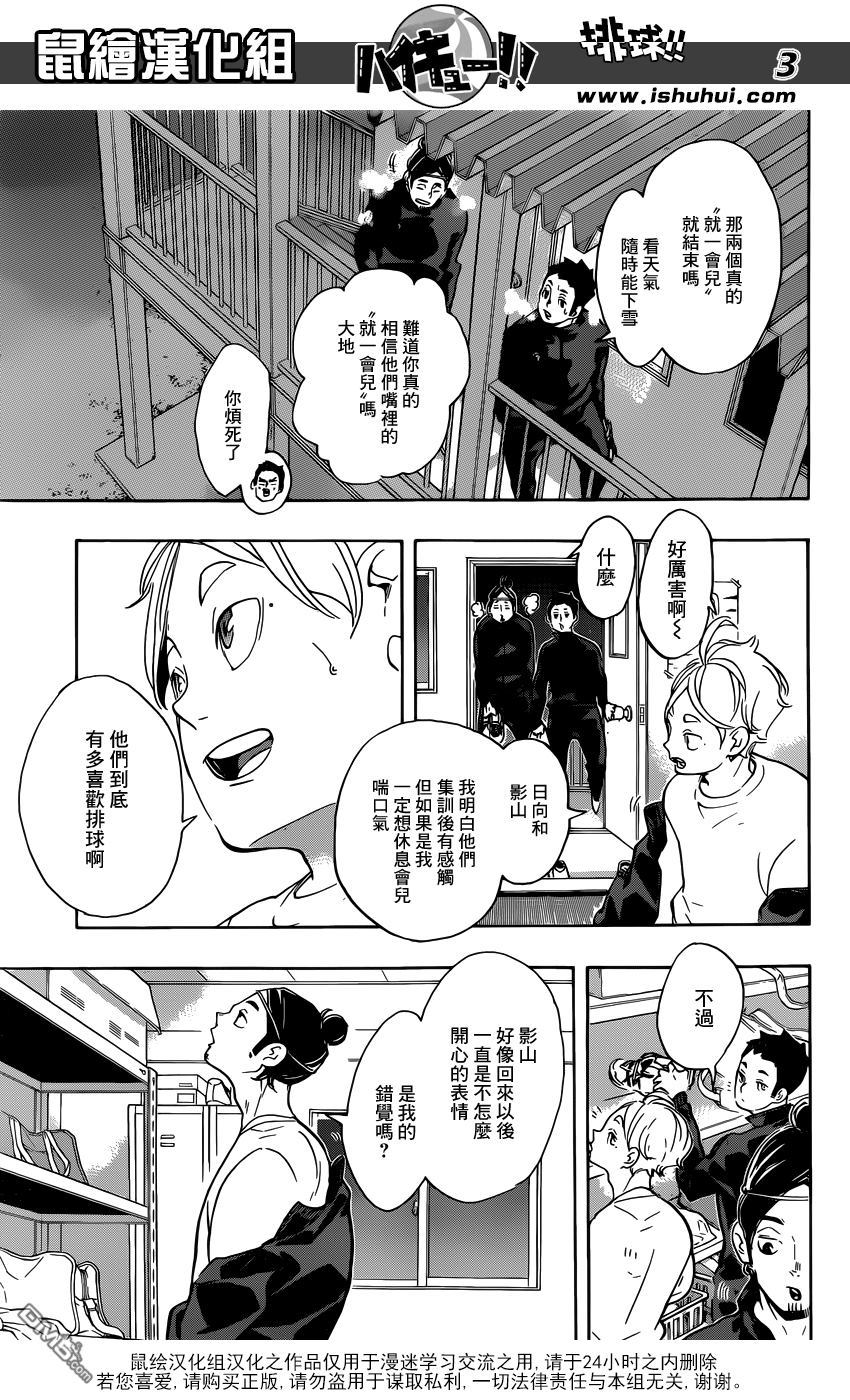 鼠繪漢化組
ハイキュー!!
排球!!
3
www.ishuhui.com
那兩個真的
“就一會兒”
就結束嗎
看天氣
隨時能下雪
難道你真的
相信他們嘴裡的
“就一會兒”嗎
大地
你煩死了
好厲害啊～
什麼
日向和
影山
我明白他們
集訓後有感觸
但如果是我
一定想休息會兒
喘口氣
他們到底
有多喜歡排球啊
不過
影山
好像回來以後
一直是不怎麼
開心的表情
是我的
錯覺嗎?
鼠绘汉化组汉化之作品仅用于漫迷学习交流之用, 请于24小时之内删除
若您喜爱, 请购买正版, 请勿盗用于谋取私利, 一切法律责任与本组无关, 谢谢。